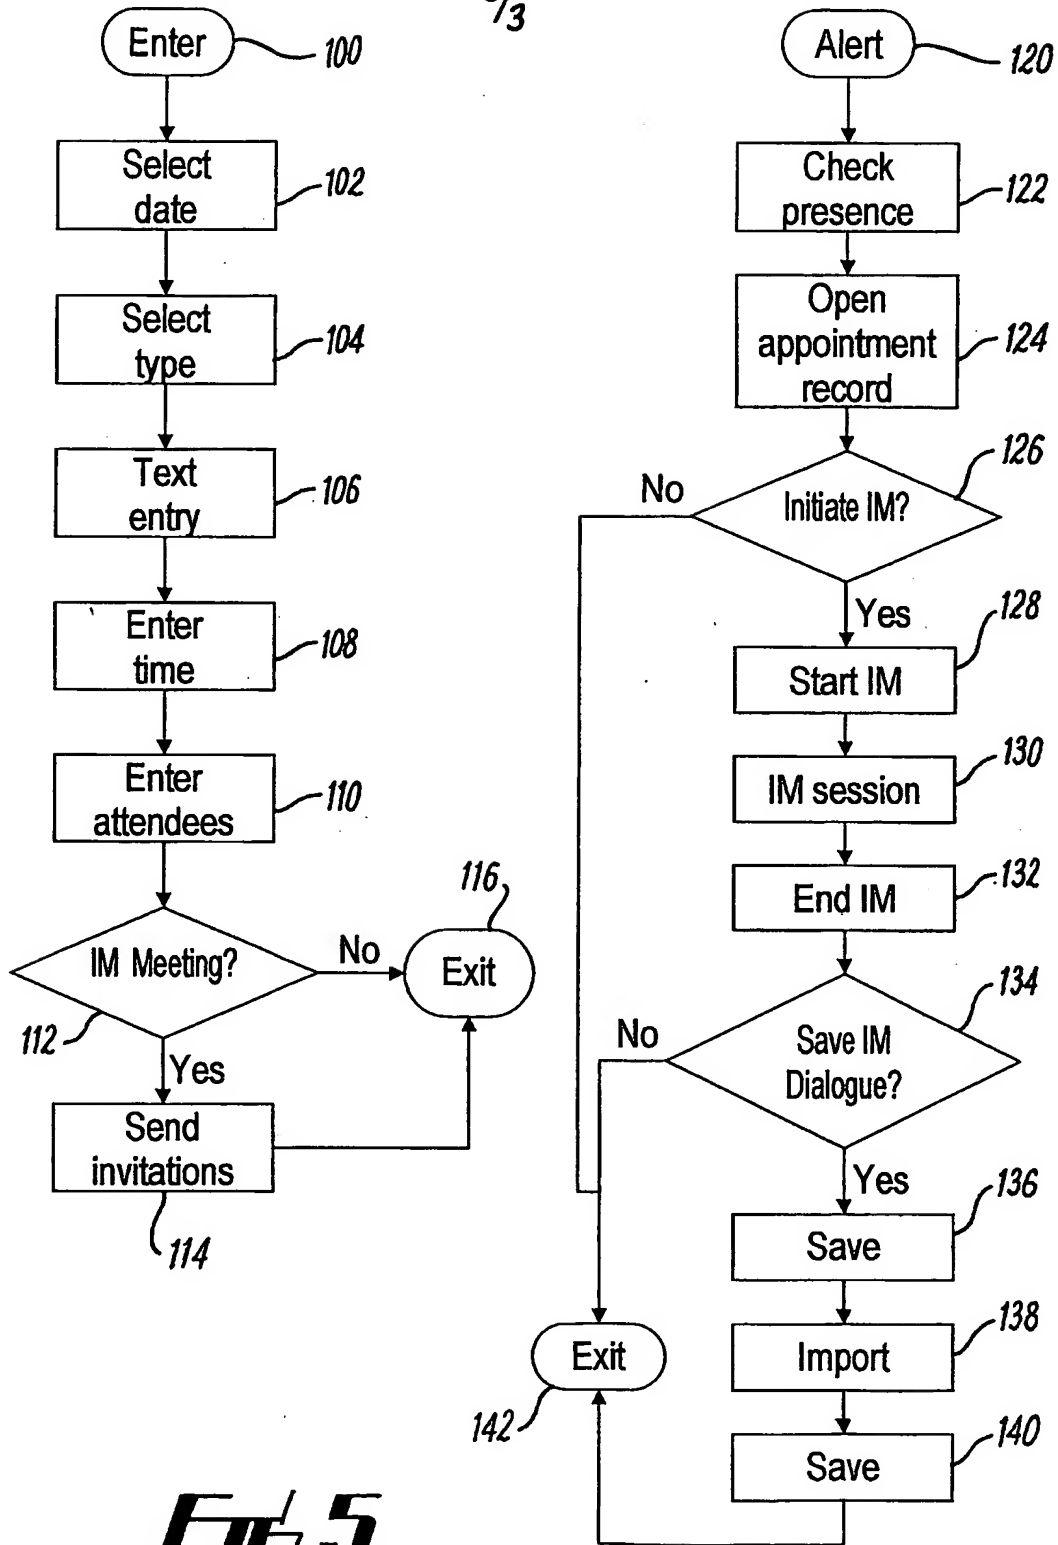 /3
Enter
100
Select
date
102
Select
type
104
Text
entry
106
Enter
time
108
Enter
attendees
110
IM Meeting?
112
No
116
Exit
Yes
Send
invitations
114
Alert
120
Check
presence
122
Open
appointment
record
124
126
No
Initiate IM?
Yes
128
Start IM
130
IM session
132
End IM
134
No
Save IM
Dialogue?
Yes
136
Save
138
Import
Exit
142
140
Save
FIG. 5